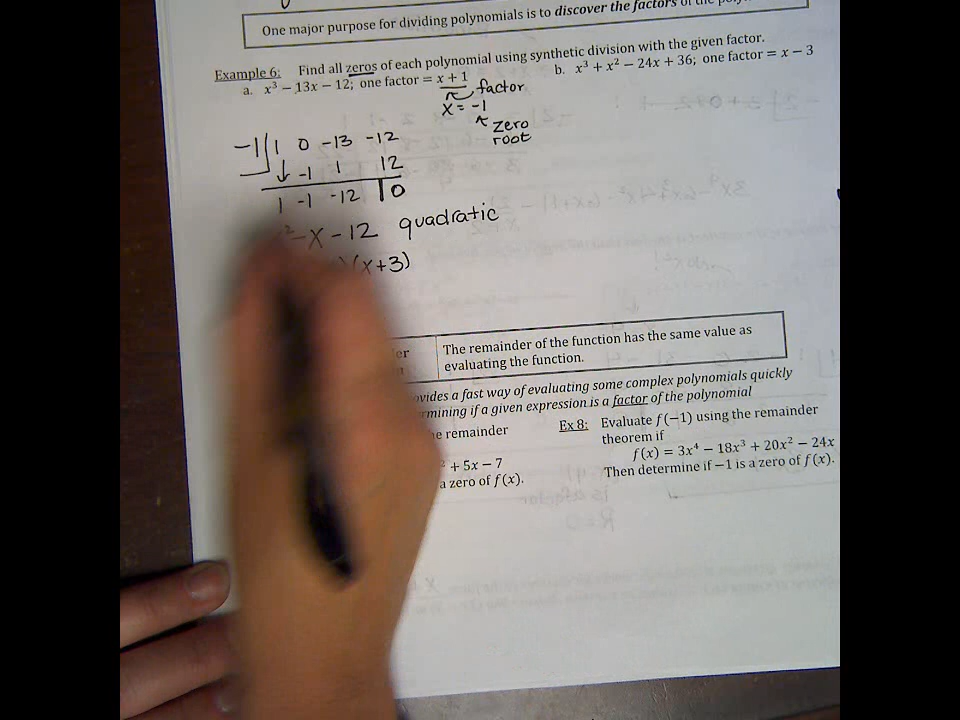 One major purpose for dividing polynomials is to discover the factors of the
Example 6: Find all zeros of each polynomial using synthetic division with the given factor.
a. x³ − 13x − 12; one factor = x + 1
b. x³ + x² − 24x + 36; one factor = x − 3
factor
x = -1
zero
root
-1 | 1 0 -13 -12
-1 1 12
1 -1 -12 0
- x - 12 quadratic
(x+3)
The remainder of the function has the same value as
evaluating the function.
a fast way of evaluating some complex polynomials quickly
if a given expression is a factor of the polynomial
remainder
+ 5x − 7
a zero of f(x).
Ex 8: Evaluate f(−1) using the remainder
theorem if
f(x) = 3x⁴ − 18x³ + 20x² − 24x
Then determine if −1 is a zero of f(x).